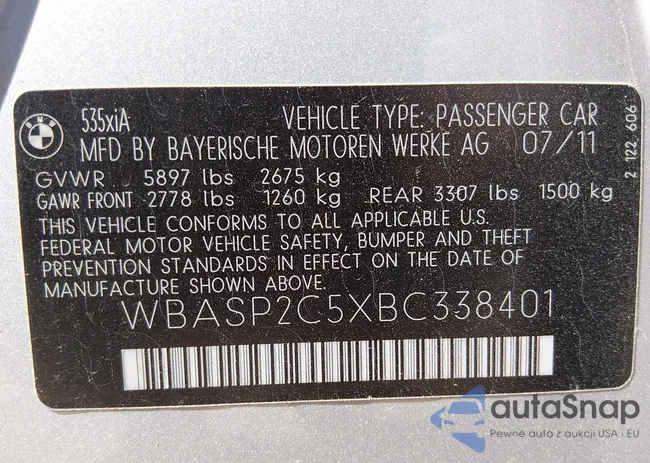 BMW
535xiA
VEHICLE TYPE: PASSENGER CAR
MFD BY BAYERISCHE MOTOREN WERKE AG 07/11
GVWR 5897 lbs 2675 kg
GAWR FRONT 2778 lbs 1260 kg REAR 3307 lbs 1500 kg
THIS VEHICLE CONFORMS TO ALL APPLICABLE U.S.
FEDERAL MOTOR VEHICLE SAFETY, BUMPER AND THEFT
PREVENTION STANDARDS IN EFFECT ON THE DATE OF
MANUFACTURE SHOWN ABOVE.
WBASP2C5XBC338401
2 122 606
autaSnap
Pewne auta z aukcji USA i EU